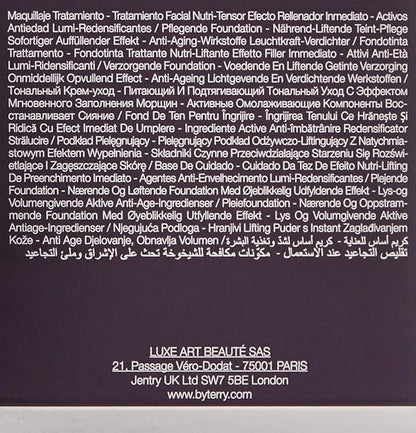 Maquillaje Tratamiento - Tratamiento Facial Nutri-Tensor Efecto Rellenador Inmediato - Activos
Antiedad Lumi-Redensificantes / Pflegende Foundation - Nährend-Liftende Teint-Pflege
Sofortiger Auffüllender Effekt - Anti-Aging-Wirkstoffe Leuchtkraft-Verdichter / Fondotinta
Trattamento - Fondotinta Trattante Nutri-Liftante Effetto Filler Immediato - Attivi Anti-Età
Lumi-Ridensificanti / Verzorgende Foundation - Voedende En Liftende Getinte Verzorging
Onmiddellijk Opvullend Effect - Anti-Ageing Lichtgevende En Verdichtende Werkstoffen /
Тональный Крем-уход - Питающий И Подтягивающий Тональный Уход С Эффектом
Мгновенного Заполнения Морщин - Активные Омолаживающие Компоненты Вос-
станавливает Сияние / Fond De Ten Pentru Îngrijire - Îngrijirea Tenului Ce Hrănește Și
Ridică Cu Efect Imediat De Umplere - Ingrediente Active Anti-îmbătrânire Redensificator
Strălucire / Podkład Pielęgnujący - Pielęgnujący Podkład Odżywczo-Liftingujący Z Natychmia-
stowym Efektem Wypełnienia - Składniki Czynne Przeciwdziałające Starzeniu Się Rozświ-
etlające I Zagęszczające Skórę / Base De Cuidado - Cuidado Da Tez De Efeito Nutri-Lifting
De Preenchimento Imediato - Agentes Anti-Envelhecimento Lumi-Redensificantes / Plejende
Foundation - Nærende Og Løftende Foundation Med Øjeblikkelig Udfyldende Effekt - Lys-og
Volumengivende Aktive Anti-Age-Ingredienser / Pleiefoundation - Nærende Og Oppstram-
mende Foundation Med Øyeblikkelig Utfyllende Effekt - Lys Og Volumgivende Aktive
Antiage-Ingredienser / Njegujuća Podloga - Hranjivi Lifting Puder s Instant Zaglađivanjem
Kože - Anti Age Djelovanje, Obnavlja Volumen / كريم أساس للعناية - كريم أساس لشدّ وتغذية البشرة
تقليص التجاعيد عند الاستعمال - مكوّنات مكافحة للشيخوخة تحث على الإشراق وملئ التجاعيد
LUXE ART BEAUTÉ SAS
21, Passage Véro-Dodat - 75001 PARIS
Jentry UK Ltd SW7 5BE London
www.byterry.com